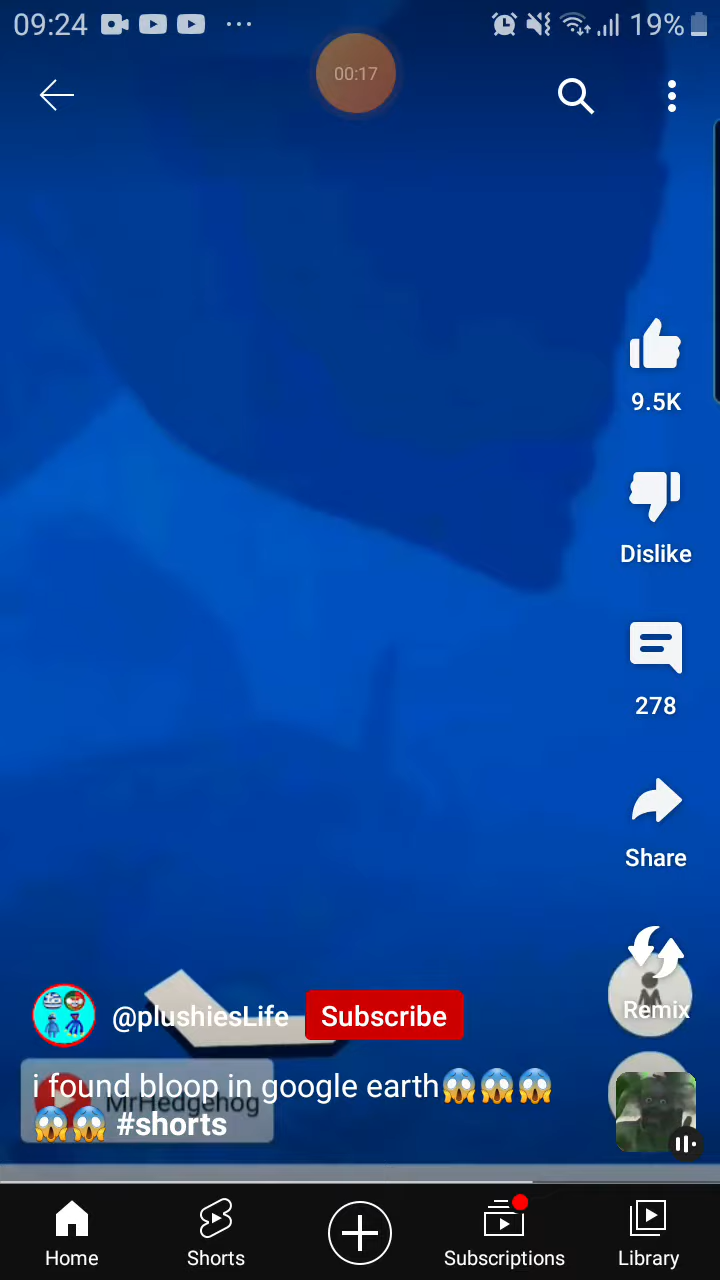 09:24
19%
00:17
9.5K
Dislike
278
Share
Remix
@plushiesLife Subscribe
i found bloop in google earth😱😱😱
😱😱 #shorts
MrHedgehog
Home Shorts Subscriptions Library